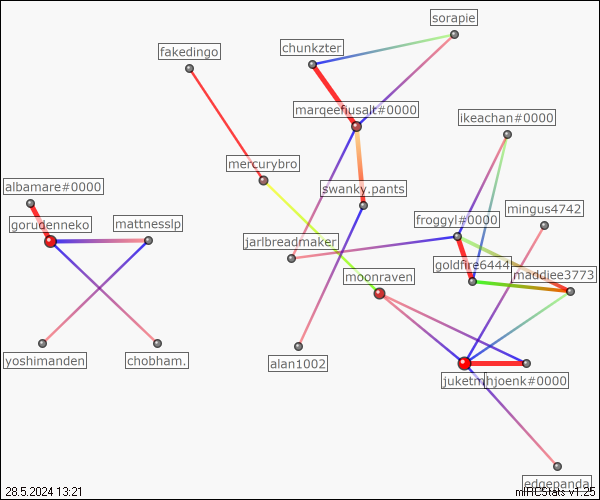 sorapie
fakedingo
chunkzter
marqeefiusalt#0000
ikeachan#0000
mercurybro
albamare#0000
swanky.pants
gorudenneko
mattnesslp
froggyl#0000
mingus4742
jarlbreadmaker
goldfire6444
maddiee3773
moonraven
yoshimanden
chobham.
alan1002
hjoenk#0000
edgepanda
28.5.2024 13:21
mIRCStats v1.25